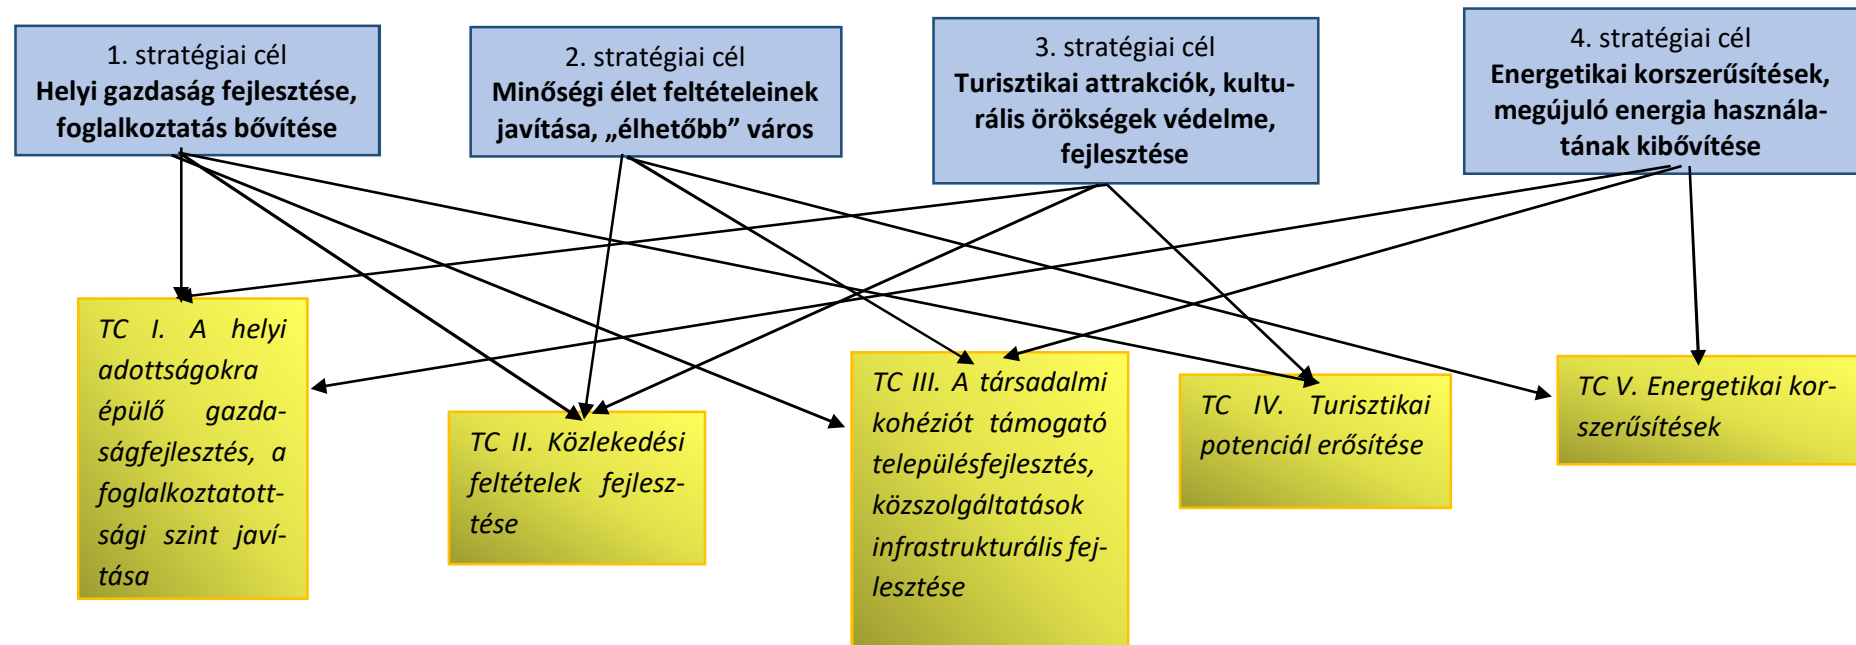 1. stratégiai cél
Helyi gazdaság fejlesztése,
foglalkoztatás bővítése
2. stratégiai cél
Minőségi élet feltételeinek
javítása, „élhetőbb” város
3. stratégiai cél
Turisztikai attrakciók, kultu-
rális örökségek védelme,
fejlesztése
4. stratégiai cél
Energetikai korszerűsítések,
megújuló energia használa-
tának kibővítése
TC I. A helyi
adottságokra
épülő gazda-
ságfejlesztés, a
foglalkoztatott-
sági szint javí-
tása
TC II. Közlekedési
feltételek fejlesz-
tése
TC III. A társadalmi
kohéziót támogató
településfejlesztés,
közszolgáltatások
infrastrukturális fej-
lesztése
TC IV. Turisztikai
potenciál erősítése
TC V. Energetikai kor-
szerűsítések